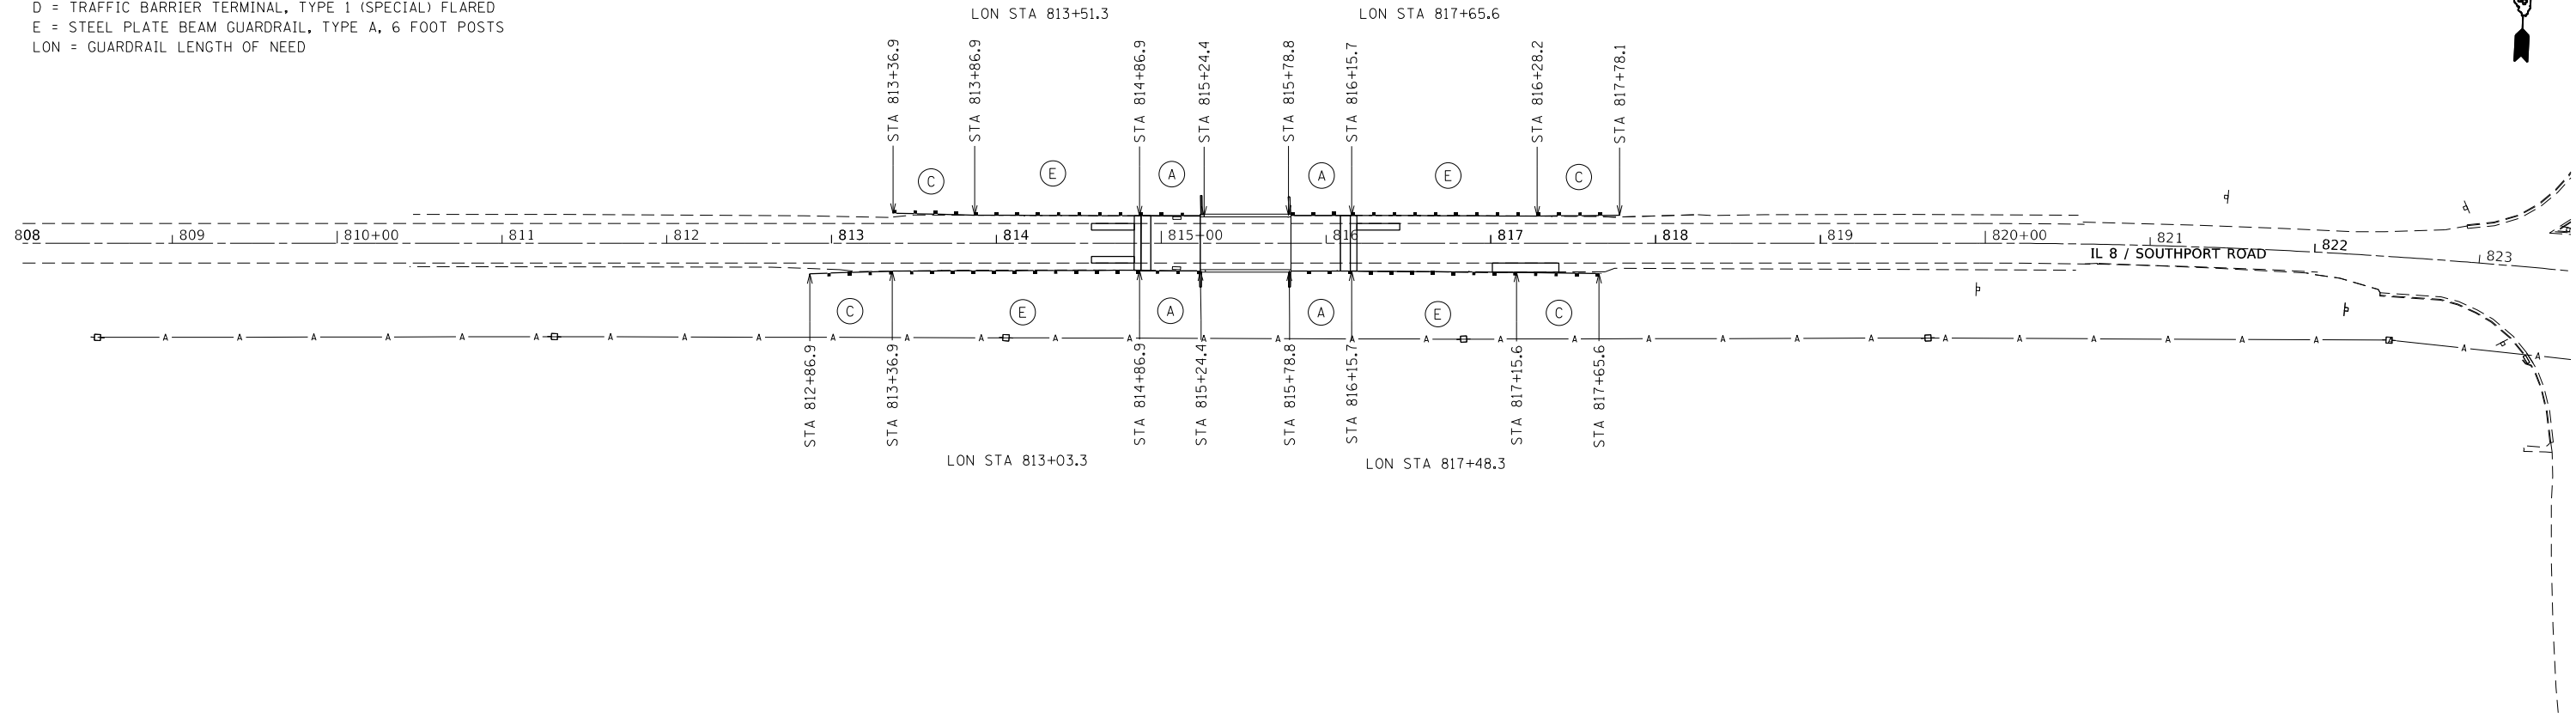 D = TRAFFIC BARRIER TERMINAL, TYPE 1 (SPECIAL) FLARED
E = STEEL PLATE BEAM GUARDRAIL, TYPE A, 6 FOOT POSTS
LON = GUARDRAIL LENGTH OF NEED
LON STA 813+51.3
LON STA 817+65.6
STA 813+36.9
STA 813+86.9
STA 814+86.9
STA 815+24.4
STA 815+78.8
STA 816+15.7
STA 816+28.2
STA 817+78.1
C
E
A
A
E
C
808
809
810+00
811
812
813
814
815+00
816
817
818
819
820+00
821
822
823
IL 8 / SOUTHPORT ROAD
C
E
A
A
E
C
A A A A A A A A A A A A A A A A A A A A A A A A A A A A A A A A A
STA 812+86.9
STA 813+36.9
STA 814+86.9
STA 815+24.4
STA 815+78.8
STA 816+15.7
STA 817+15.6
STA 817+65.6
LON STA 813+03.3
LON STA 817+48.3